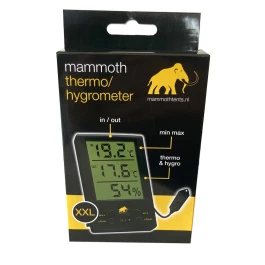 mammoth
thermo/
hygrometer
mammothtents.nl
in / out
min max
19.2°C
thermo
& hygro
-17.6°C
54%
XXL